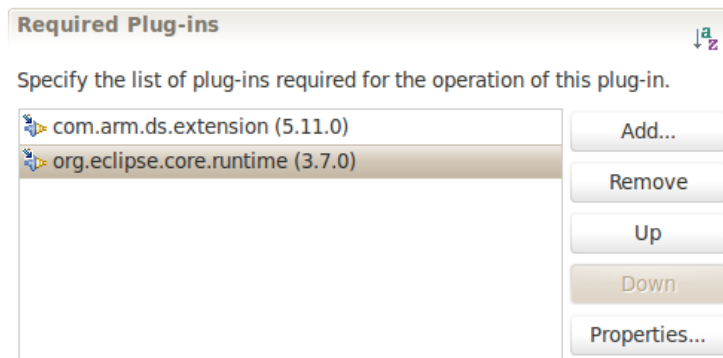 Required Plug-ins
Specify the list of plug-ins required for the operation of this plug-in.
com.arm.ds.extension (5.11.0)
org.eclipse.core.runtime (3.7.0)
Add...
Remove
Up
Down
Properties...